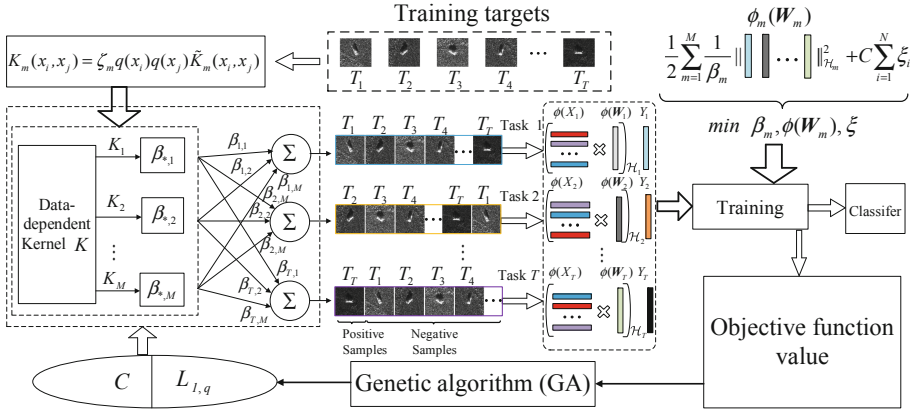 Training targets
K_m(x_i, x_j) = ζ_m q(x_i) q(x_j) K̃_m(x_i, x_j)
T_1 T_2 T_3 T_4 ··· T_T
ϕ_m(W_m)
1/2 ∑_{m=1}^{M} 1/β_m || ··· ||²_{H_m} + C ∑_{i=1}^{N} ξ_i
min β_m, ϕ(W_m), ξ
Data-dependent Kernel K
K_1 β_{*,1}
K_2 β_{*,2}
⋮
K_M β_{*,M}
β_{1,1}
β_{1,2}
β_{1,M}
β_{2,M}
β_{2,2}
β_{2,M}
β_{T,1}
β_{T,2}
β_{T,M}
Σ
Σ
Σ
T_1 T_2 T_3 T_4 ··· T_T Task 1
T_2 T_3 T_4 ··· T_T T_1 Task 2
⋮
T_T T_1 T_2 T_3 T_4 ··· Task T
Positive Samples
Negative Samples
ϕ(X_1) ϕ(W_1) Y_1
··· H_1
ϕ(X_2) ϕ(W_2) Y_2
··· H_2
⋮
ϕ(X_T) ϕ(W_T) Y_T
··· H_T
Training
Classifer
Objective function
value
Genetic algorithm (GA)
C L_{1,q}